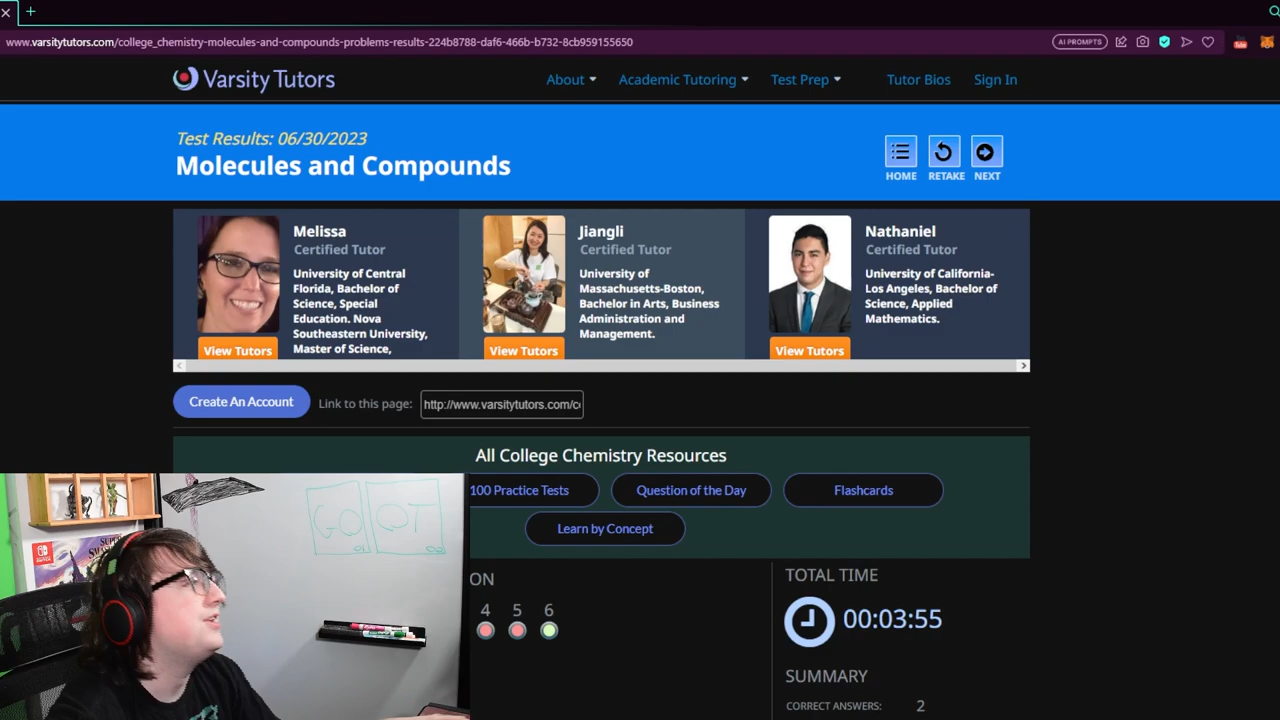 www.varsitytutors.com/college_chemistry-molecules-and-compounds-problems-results-224b8788-daf6-466b-b732-8cb959155650
AI PROMPTS
Varsity Tutors
About
Academic Tutoring
Test Prep
Tutor Bios
Sign In
Test Results: 06/30/2023
Molecules and Compounds
HOME
RETAKE
NEXT
Melissa
Certified Tutor
University of Central
Florida, Bachelor of
Science, Special
Education. Nova
Southeastern University,
Master of Science,
View Tutors
Jiangli
Certified Tutor
University of
Massachusetts-Boston,
Bachelor in Arts, Business
Administration and
Management.
View Tutors
Nathaniel
Certified Tutor
University of California-
Los Angeles, Bachelor of
Science, Applied
Mathematics.
View Tutors
Create An Account
Link to this page:
http://www.varsitytutors.com/c
All College Chemistry Resources
100 Practice Tests
Question of the Day
Flashcards
Learn by Concept
ON
4 5 6
TOTAL TIME
00:03:55
SUMMARY
CORRECT ANSWERS: 2
GO
OT
SUPER